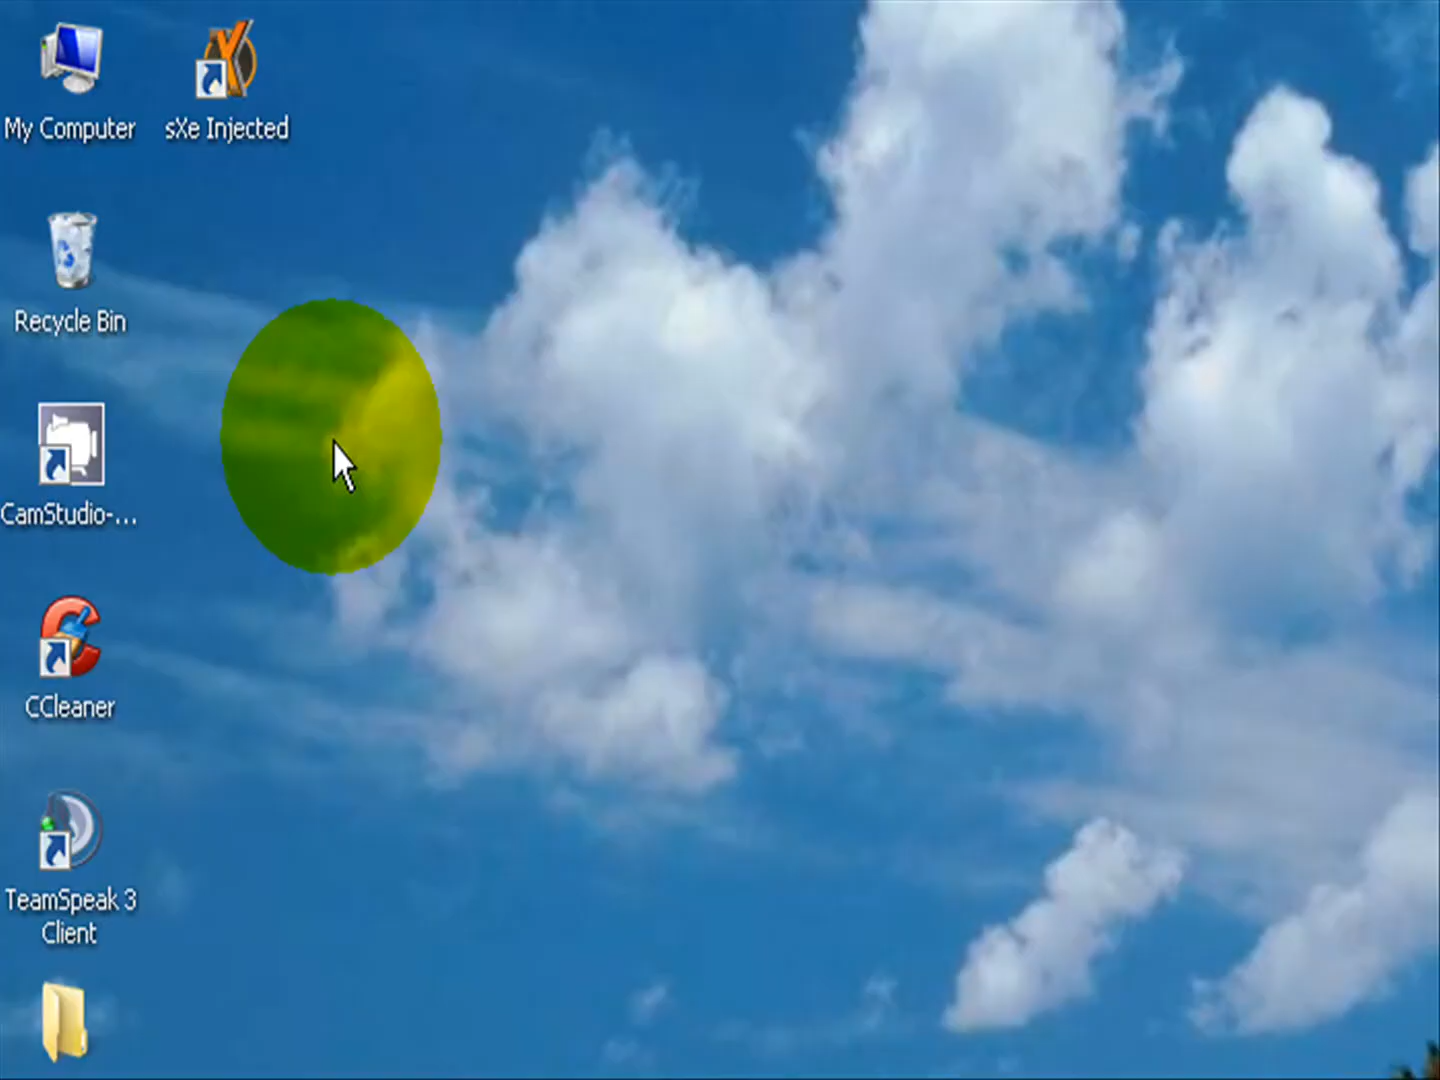 My Computer
sXe Injected
Recycle Bin
CamStudio-...
CCleaner
TeamSpeak 3
Client